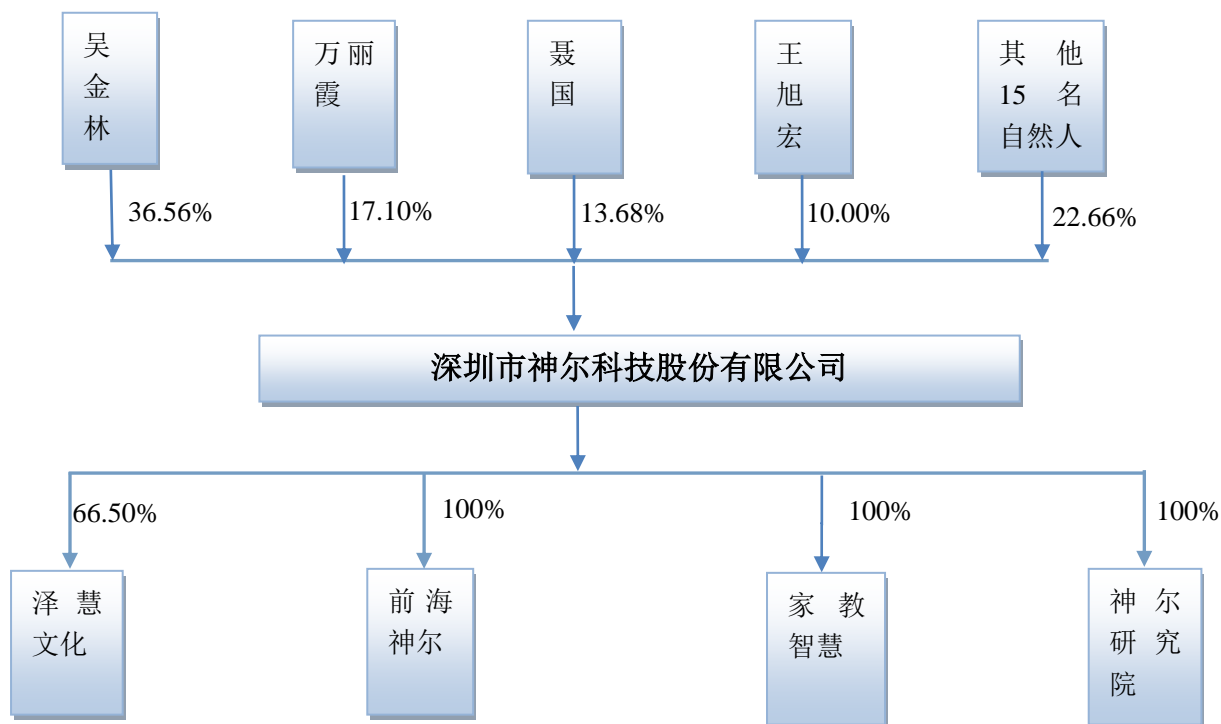 吴
金
林
万丽
霞
聂
国
王
旭
宏
其他
15名
自然人
36.56%
17.10%
13.68%
10.00%
22.66%
深圳市神尔科技股份有限公司
66.50%
100%
100%
100%
泽慧
文化
前海
神尔
家教
智慧
神尔
研究
院